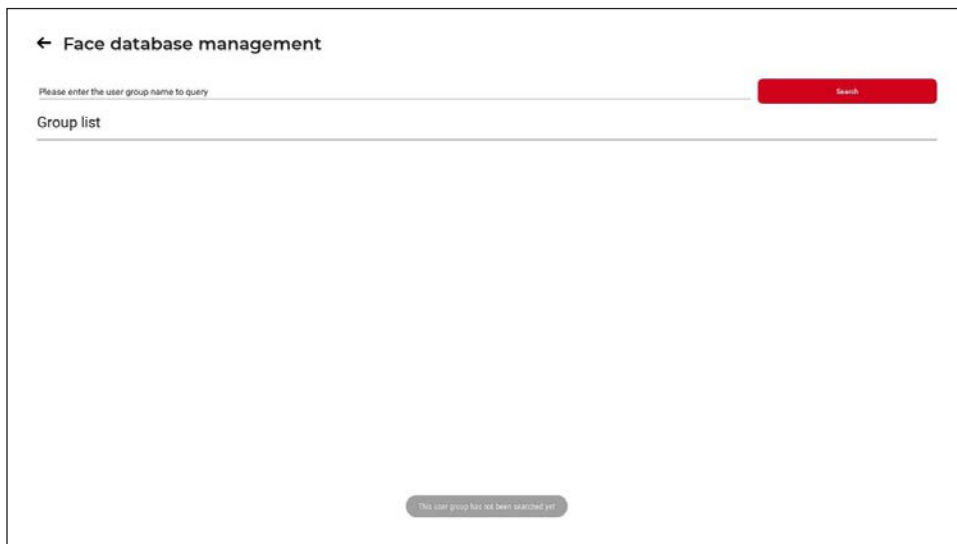 Face database management
Please enter the user group name to query
Search
Group list
This user group has not been searched yet